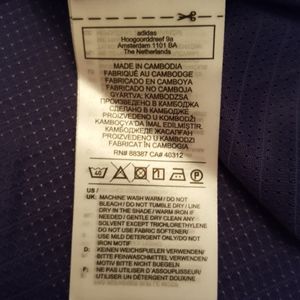 adidas
Hoogoorddreef 9a
Amsterdam 1101 BA
The Netherlands
MADE IN CAMBODIA
FABRIQUÉ AU CAMBODGE
FABRICADO EN CAMBOYA
FABRICADO NO CAMBOJA
GYÁRTVA: KAMBODZSA
ПРОИЗВЕДЕНО В КАМБОДЖА
СДЕЛАНО В КАМБОДЖЕ
PROIZVEDENO U KAMBODŽI
KAMBOÇYA'DA İMAL EDİLMİŞTİR.
КАМБОДЖЕДЕ ЖАСАЛҒАН
PROIZVEDENO U KAMBODŽI
FABRICAT ÎN CAMBOGIA
RN# 88387 CA# 40312
US /
UK: MACHINE WASH WARM / DO NOT
BLEACH / DO NOT TUMBLE DRY / LINE
DRY IN THE SHADE / WARM IRON IF
NEEDED / GENTLE DRY CLEAN ANY
SOLVENT EXCEPT TRICHLORETHYLENE
DO NOT USE FABRIC SOFTENER/
USE MILD DETERGENT ONLY/DO NOT
IRON MOTIF
D: KEINEN WEICHSPÜLER VERWENDEN/
BITTE FEINWASCHMITTEL VERWENDEN/
MOTIV BITTE NICHT BUEGELN
F: NE PAS UTILISER D'ASSOUPLISSEUR/
UTILISER UN DETERGENT DOUX/NE